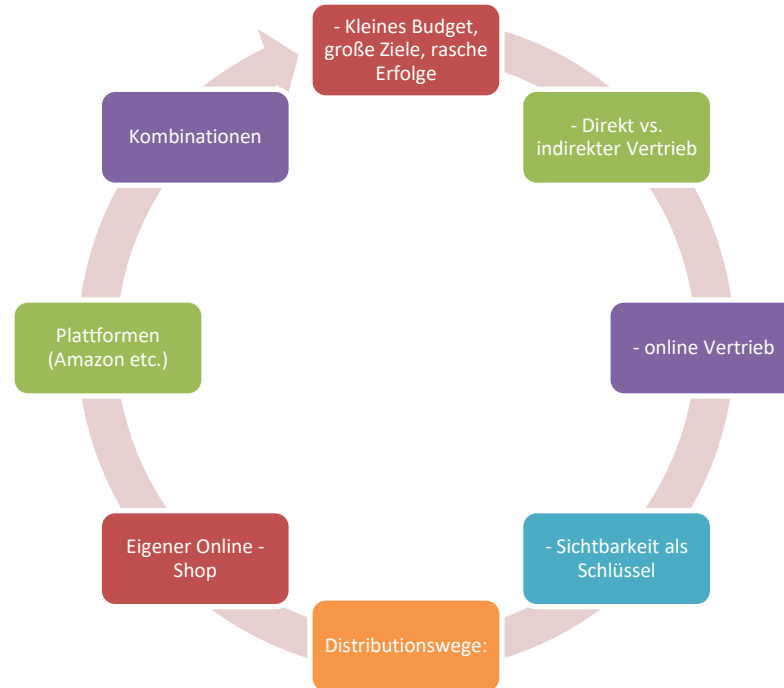 - Kleines Budget,
große Ziele, rasche
Erfolge
- Direkt vs.
indirekter Vertrieb
- online Vertrieb
- Sichtbarkeit als
Schlüssel
Distributionswege:
Eigener Online -
Shop
Plattformen
(Amazon etc.)
Kombinationen